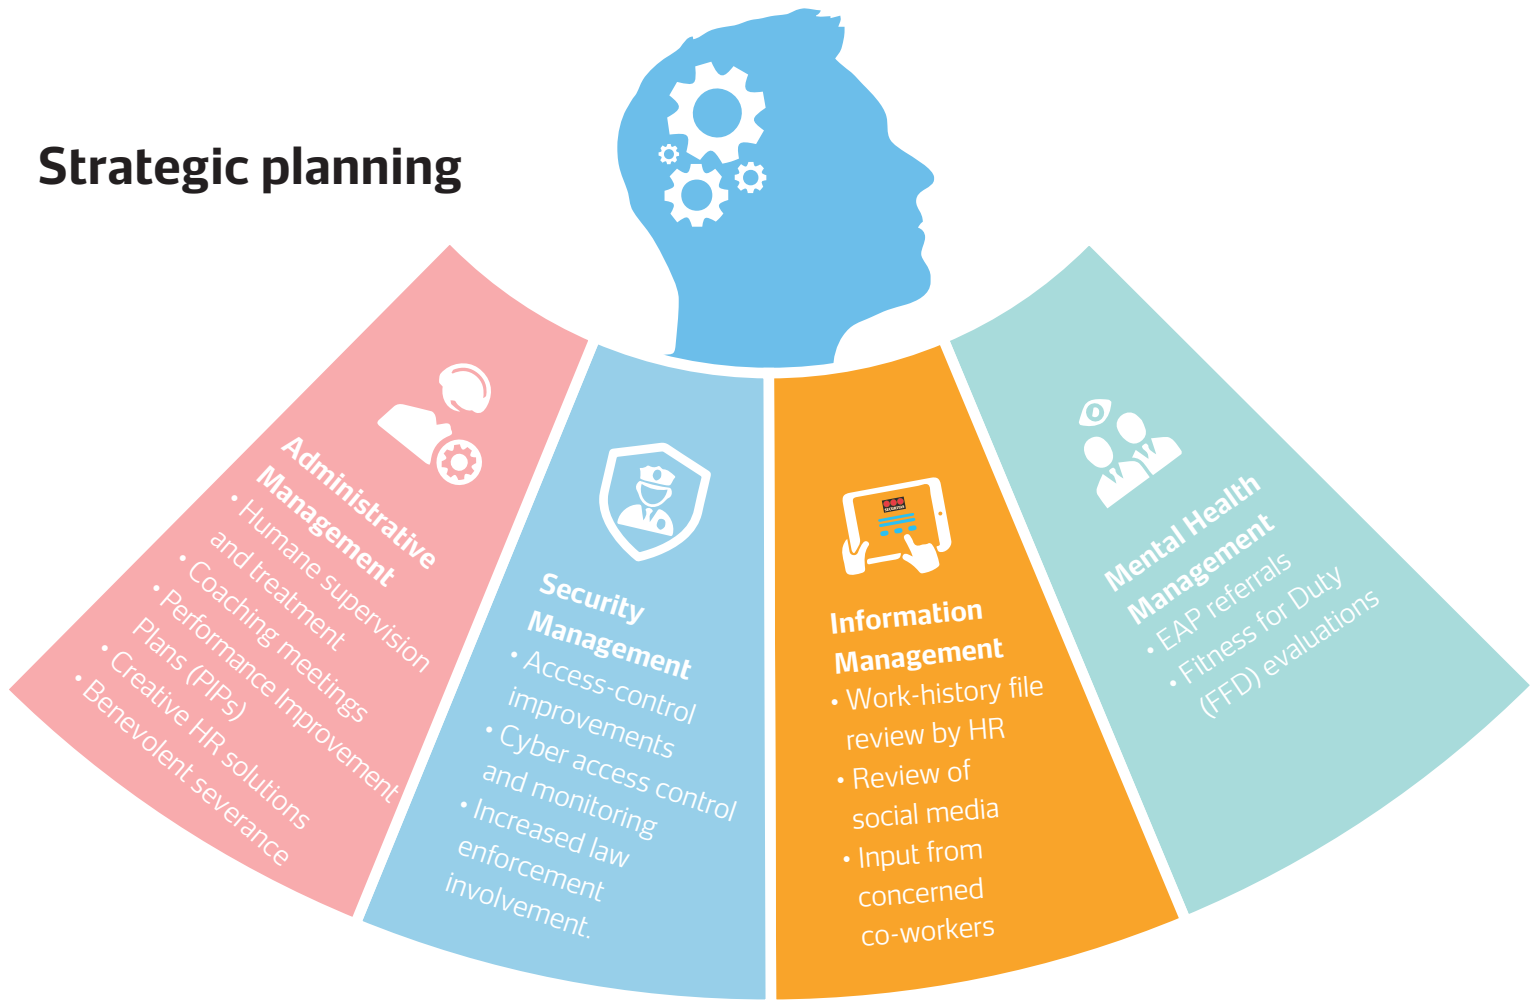 Strategic planning
Administrative
Management
• Humane supervision
and treatment
• Coaching meetings
• Performance Improvement
Plans (PIPs)
• Creative HR solutions
• Benevolent severance
Security
Management
• Access-control
improvements
• Cyber access control
and monitoring
• Increased law
enforcement
involvement.
SECURITAS
Information
Management
• Work-history file
review by HR
• Review of
social media
• Input from
concerned
co-workers
Mental Health
Management
• EAP referrals
• Fitness for Duty
(FFD) evaluations